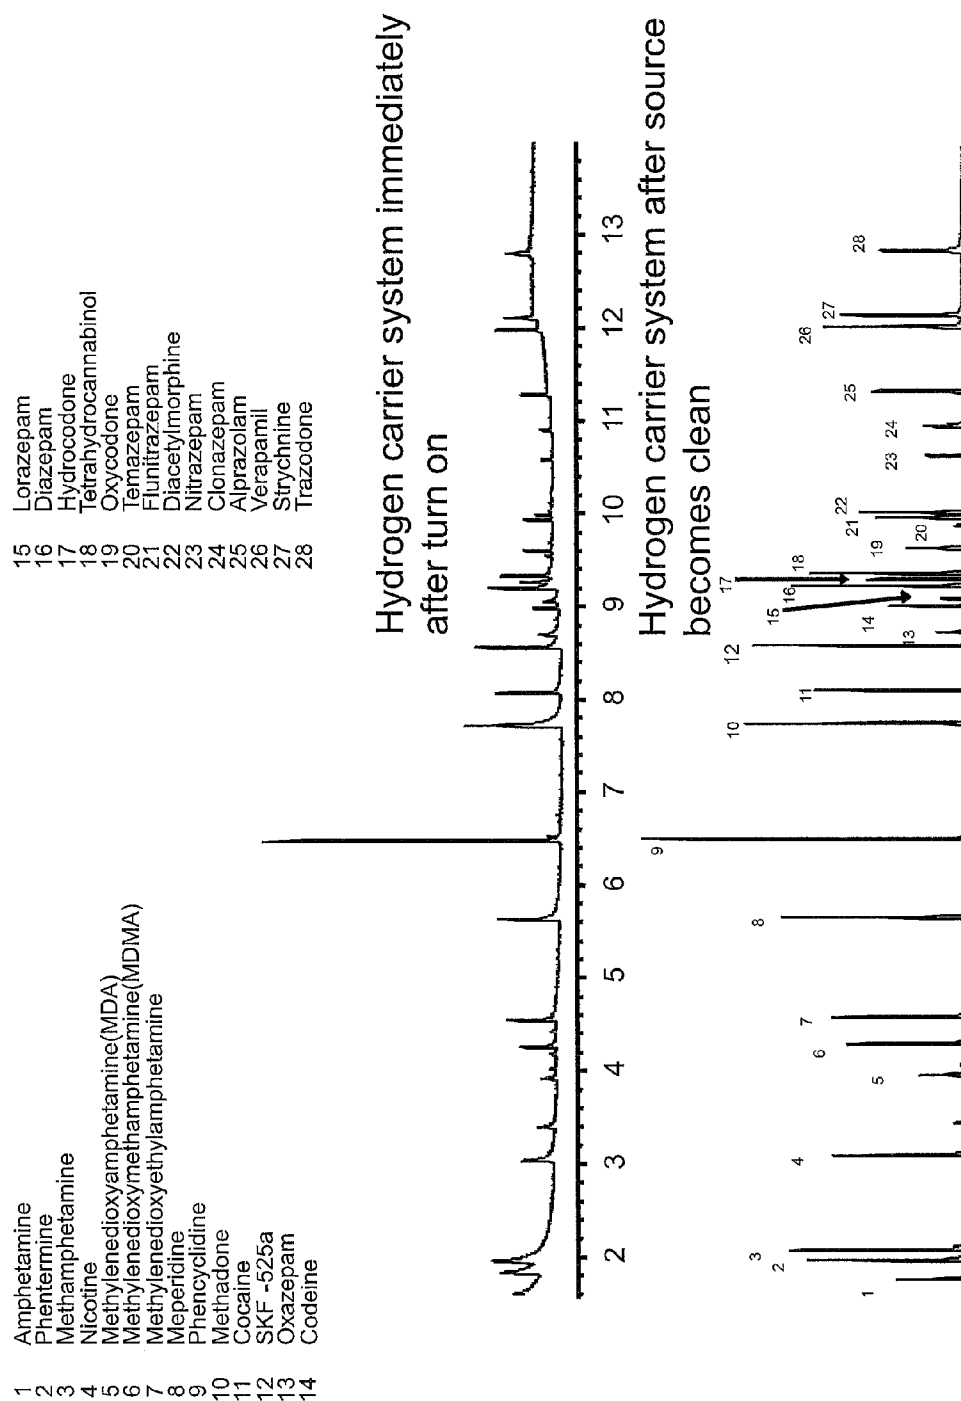 1 Amphetamine
2 Phentermine
3 Methamphetamine
4 Nicotine
5 Methylenedioxyamphetamine(MDA)
6 Methylenedioxymethamphetamine(MDMA)
7 Methylenedioxyethylamphetamine
8 Meperidine
9 Phencyclidine
10 Methadone
11 Cocaine
12 SKF-525a
13 Oxazepam
14 Codeine
15 Lorazepam
16 Diazepam
17 Hydrocodone
18 Tetrahydrocannabinol
19 Oxycodone
20 Temazepam
21 Flunitrazepam
22 Diacetylmorphine
23 Nitrazepam
24 Clonazepam
25 Alprazolam
26 Verapamil
27 Strychnine
28 Trazodone
Hydrogen carrier system immediately
after turn on
2 3 4 5 6 7 8 9 10 11 12 13
Hydrogen carrier system after source
becomes clean
1 2 3 4 5 6 7 8 9 10 11 12 13 14 15 16 17 18 19 20 21 22 23 24 25 26 27 28